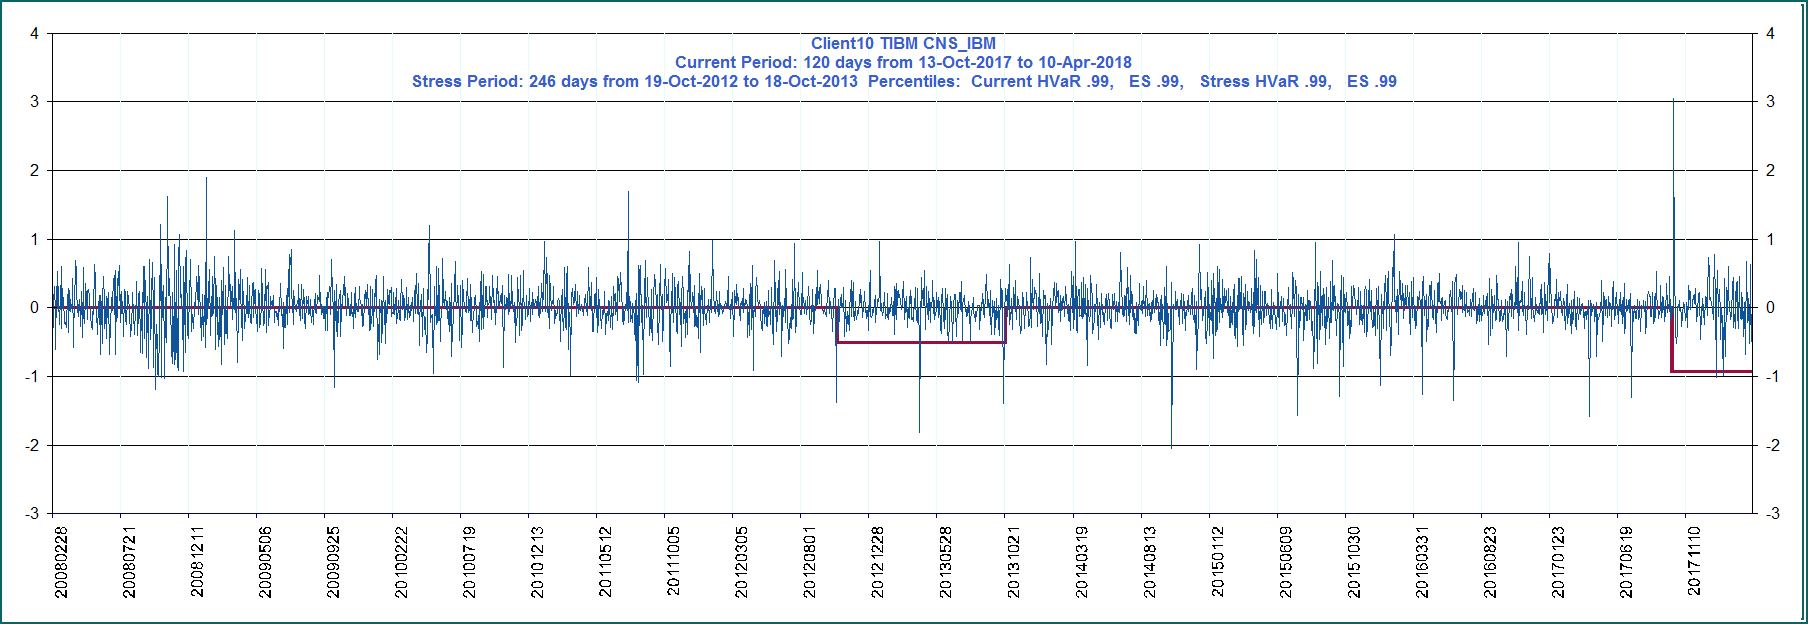 Client10 TIBM CNS_IBM
Current Period: 120 days from 13-Oct-2017 to 10-Apr-2018
Stress Period: 246 days from 19-Oct-2012 to 18-Oct-2013  Percentiles:  Current HVaR .99,   ES .99,   Stress HVaR .99,   ES .99
4 4
3 3
2 2
1 1
0 0
-1 -1
-2 -2
-3 -3
20080228 20080721 20081211 20090506 20090925 20100222 20100719 20101213 20110512 20111005 20120305 20120801 20121228 20130528 20131021 20140319 20140813 20150112 20150609 20151030 20160331 20160823 20170123 20170619 20171110